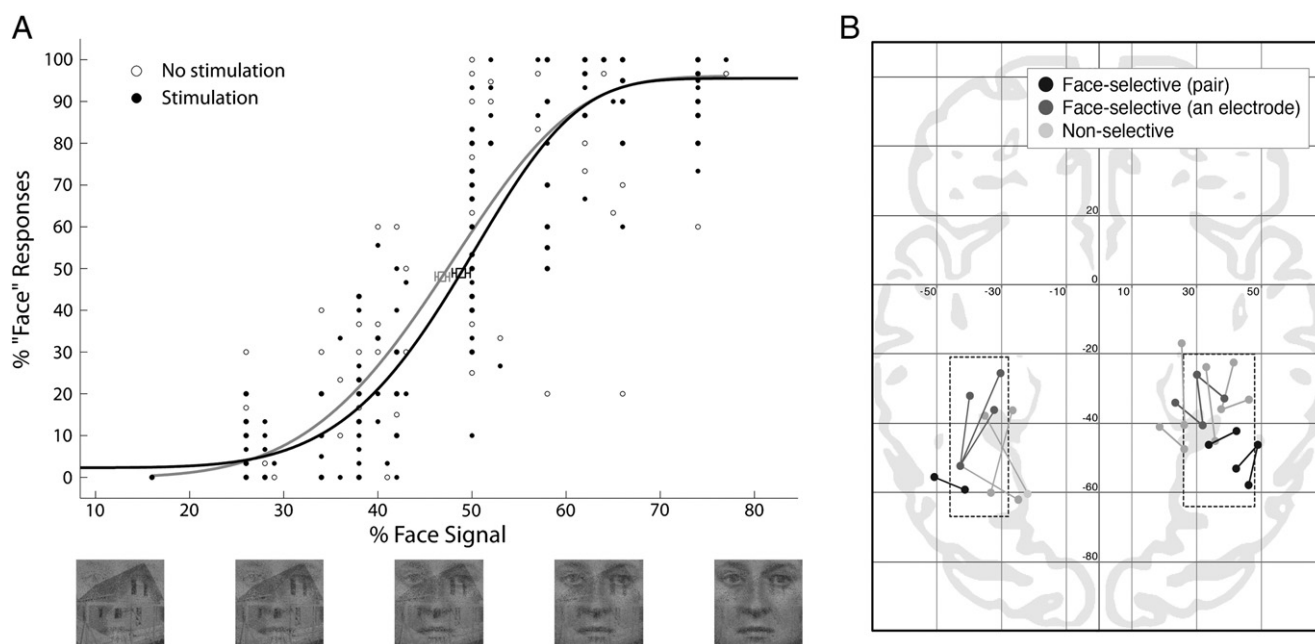 A
B
100
90
80
70
60
50
40
30
20
10
0
% "Face" Responses
No stimulation
Stimulation
10 20 30 40 50 60 70 80
% Face Signal
Face-selective (pair)
Face-selective (an electrode)
Non-selective
20
0
-50 -30 -10 10 30 50
-20
-40
-60
-80